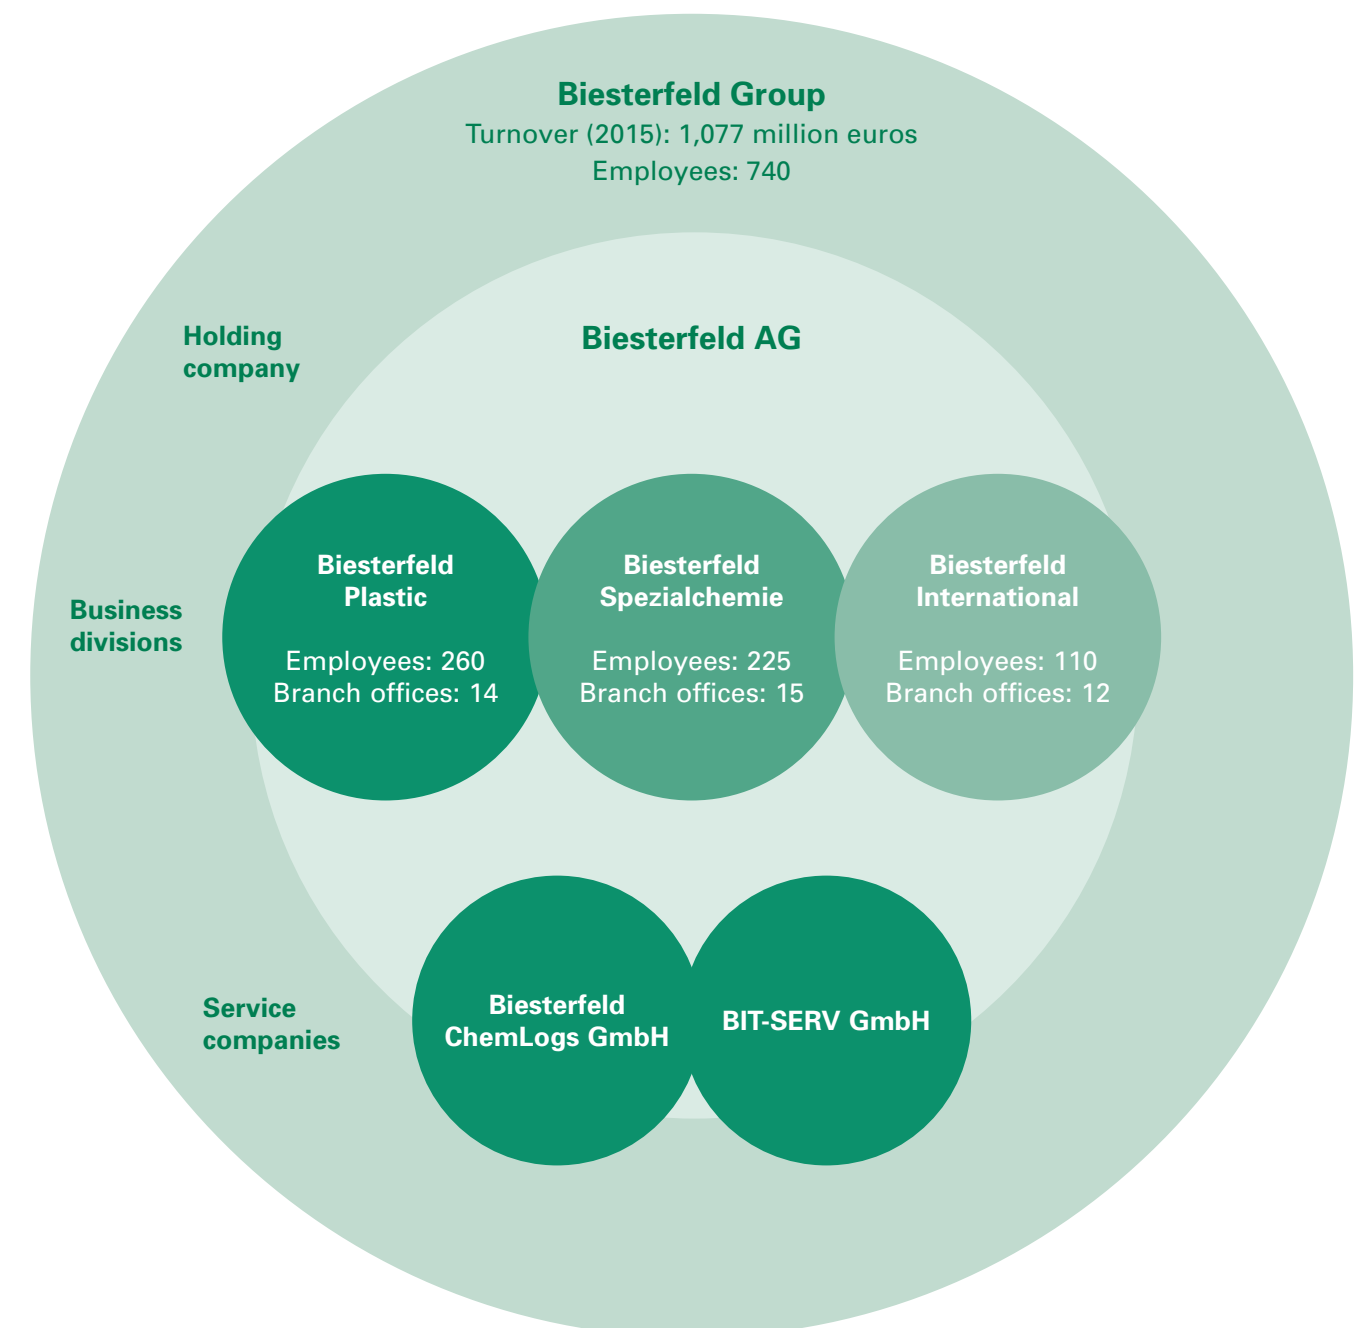 Biesterfeld Group
Turnover (2015): 1,077 million euros
Employees: 740
Holding
company
Biesterfeld AG
Business
divisions
Biesterfeld
Plastic
Employees: 260
Branch offices: 14
Biesterfeld
Spezialchemie
Employees: 225
Branch offices: 15
Biesterfeld
International
Employees: 110
Branch offices: 12
Service
companies
Biesterfeld
ChemLogs GmbH
BIT-SERV GmbH